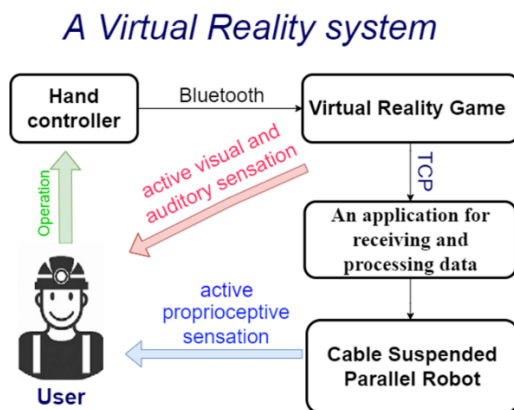 A Virtual Reality system
Hand
controller
Bluetooth
Virtual Reality Game
active visual and
auditory sensation
TCP
Operation
An application for
receiving and
processing data
active
proprioceptive
sensation
Cable Suspended
Parallel Robot
User